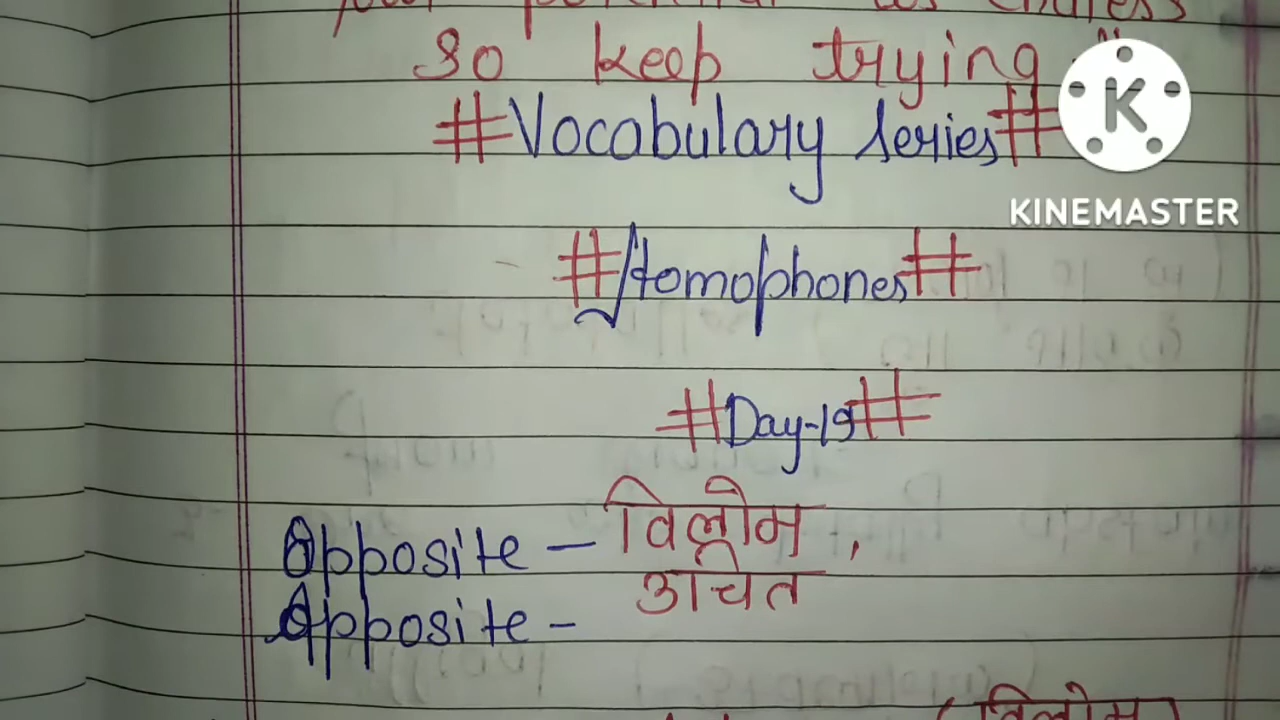 So keep trying"
#Vocabulary series#
KINEMASTER
#Homophones#
#Day-19#
Opposite - विलोम,
Apposite - उचित
(विलोम)